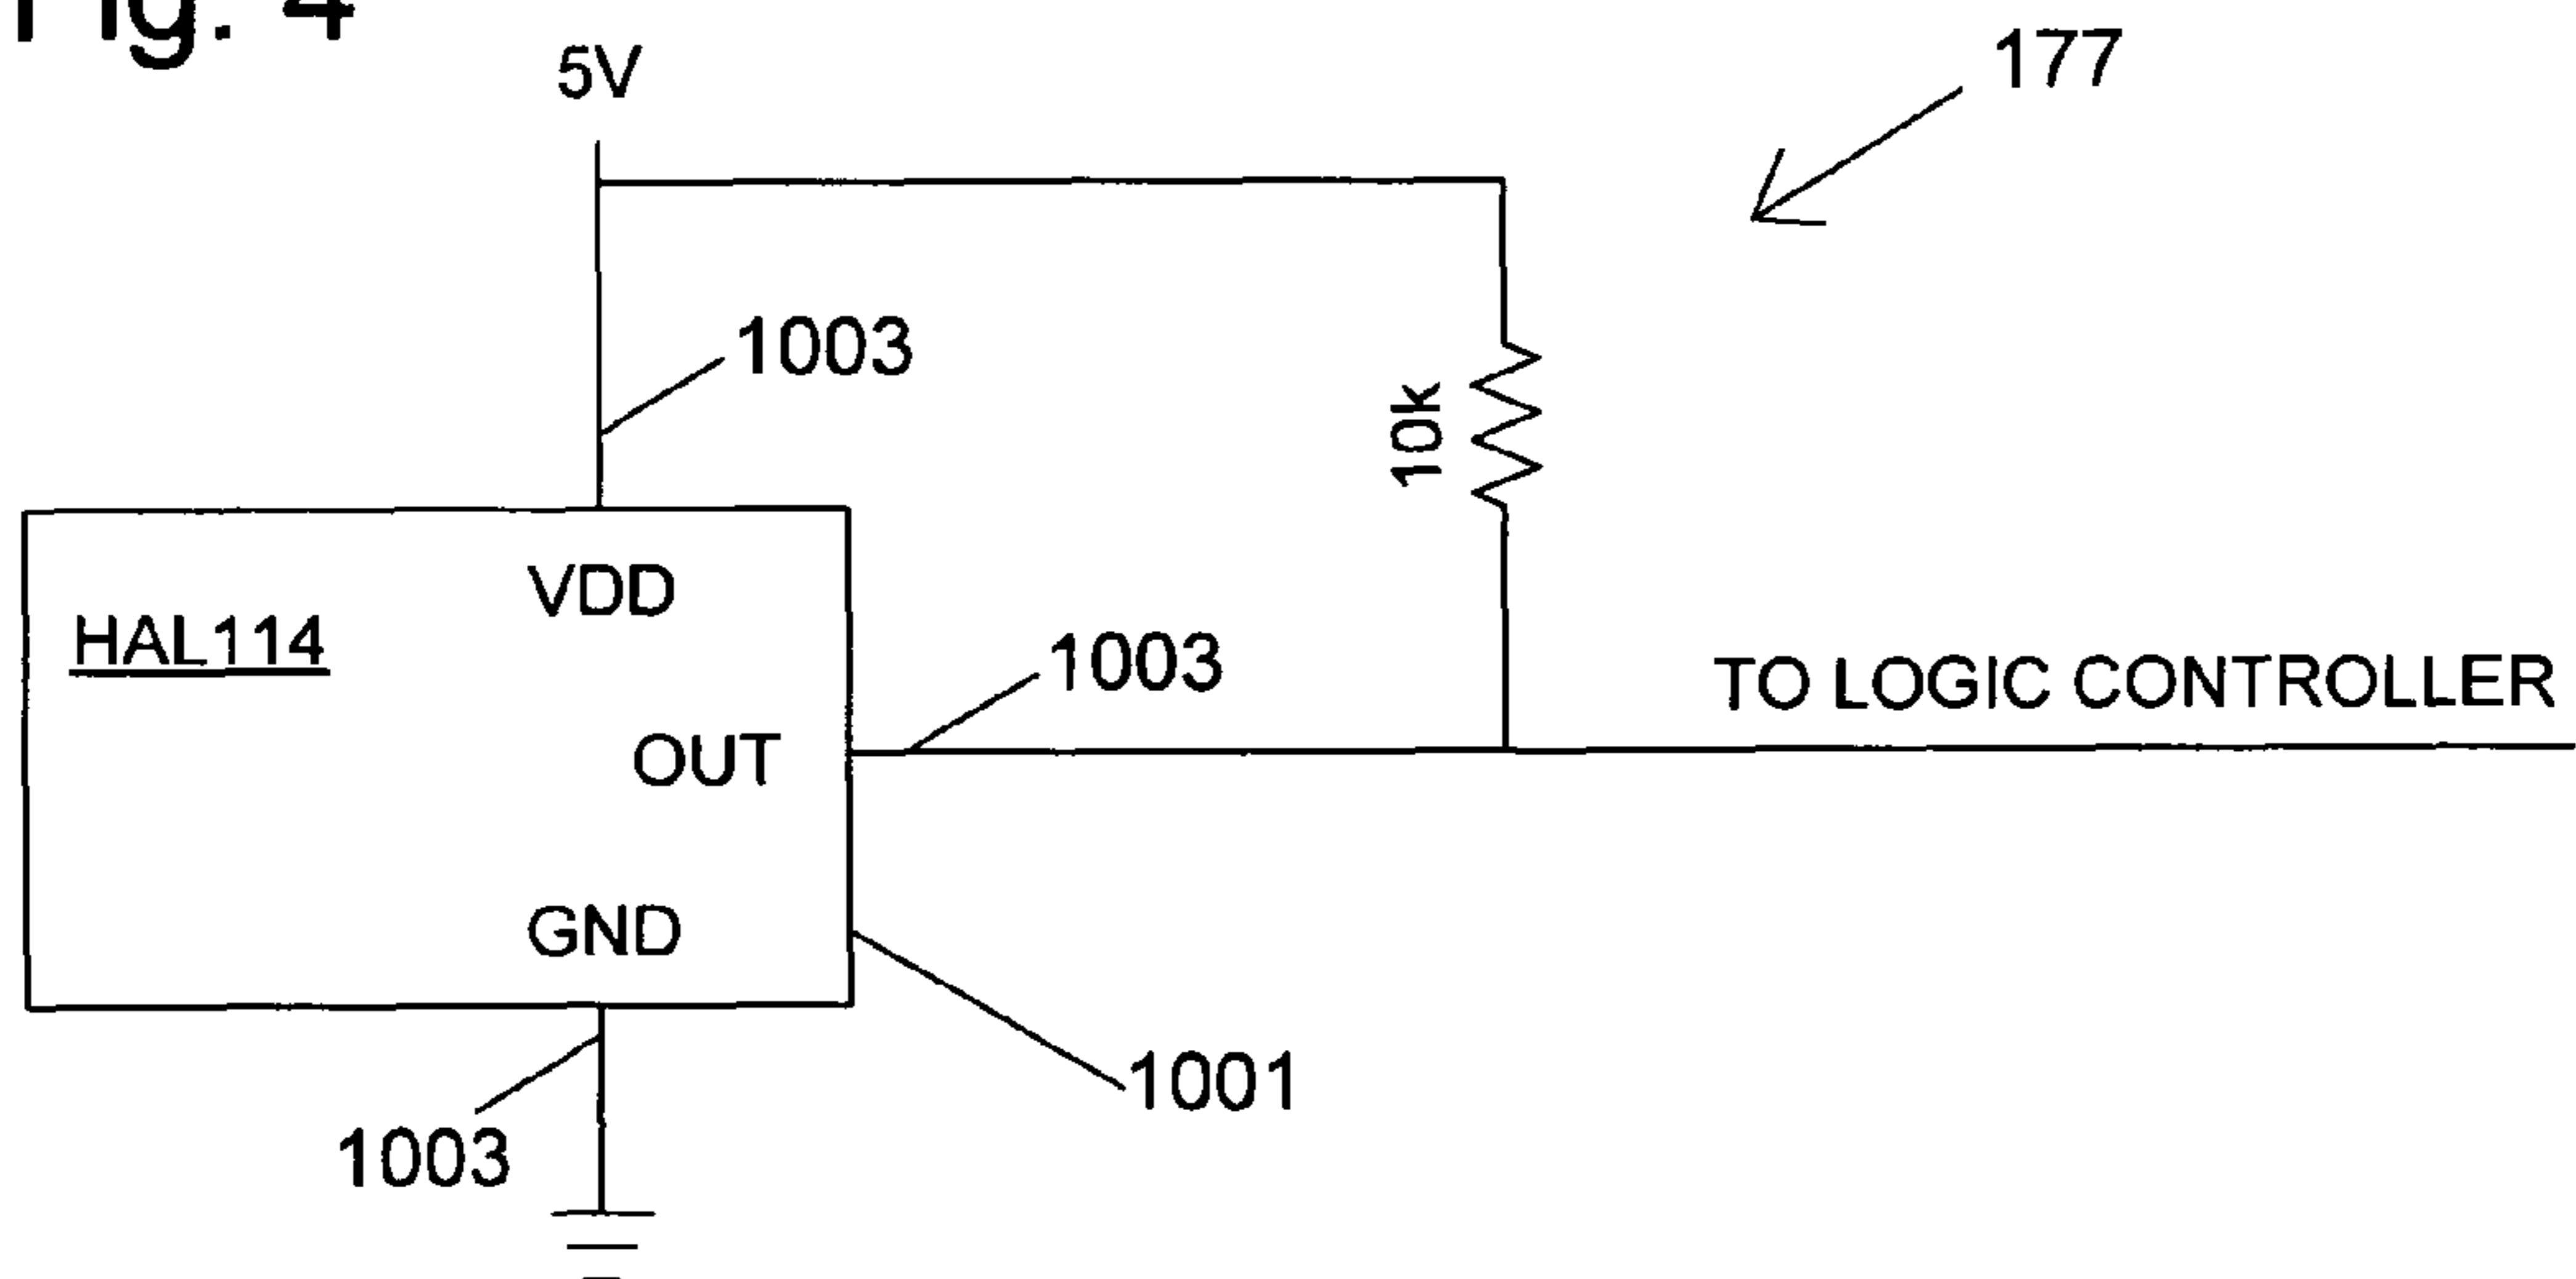 Fig. 4
5V
177
1003
10k
VDD
HAL114
1003
TO LOGIC CONTROLLER
OUT
GND
1001
1003